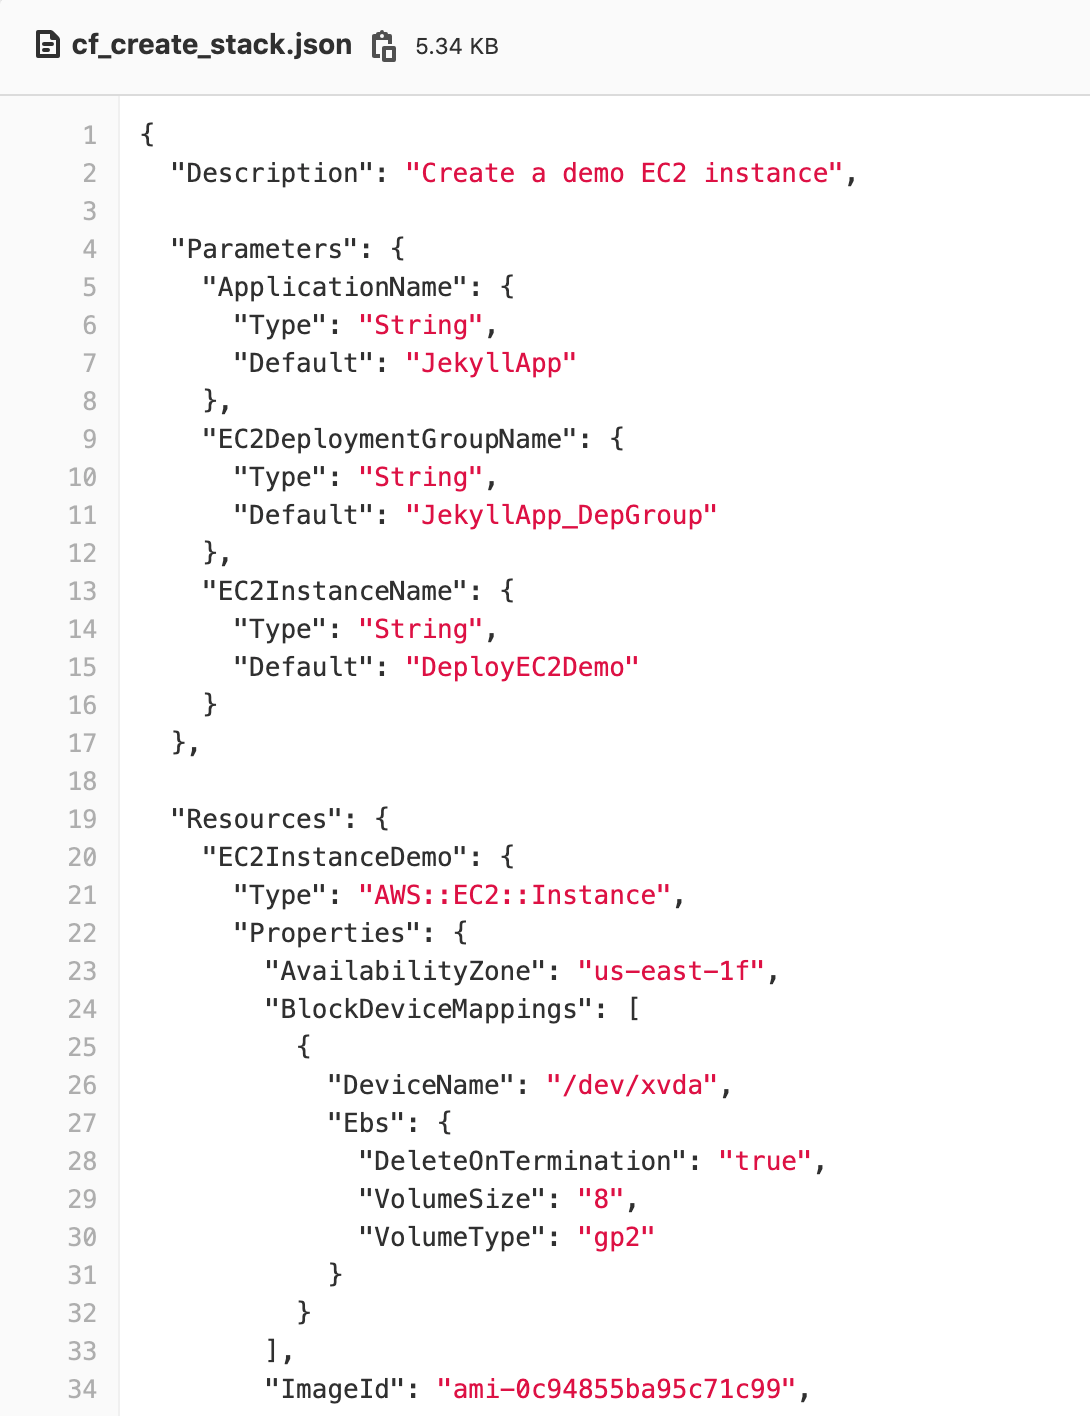 cf_create_stack.json 5.34 KB
1 {
2   "Description": "Create a demo EC2 instance",
3
4   "Parameters": {
5     "ApplicationName": {
6       "Type": "String",
7       "Default": "JekyllApp"
8     },
9     "EC2DeploymentGroupName": {
10       "Type": "String",
11       "Default": "JekyllApp_DepGroup"
12     },
13     "EC2InstanceName": {
14       "Type": "String",
15       "Default": "DeployEC2Demo"
16     }
17   },
18
19   "Resources": {
20     "EC2InstanceDemo": {
21       "Type": "AWS::EC2::Instance",
22       "Properties": {
23         "AvailabilityZone": "us-east-1f",
24         "BlockDeviceMappings": [
25           {
26             "DeviceName": "/dev/xvda",
27             "Ebs": {
28               "DeleteOnTermination": "true",
29               "VolumeSize": "8",
30               "VolumeType": "gp2"
31             }
32           }
33         ],
34         "ImageId": "ami-0c94855ba95c71c99",